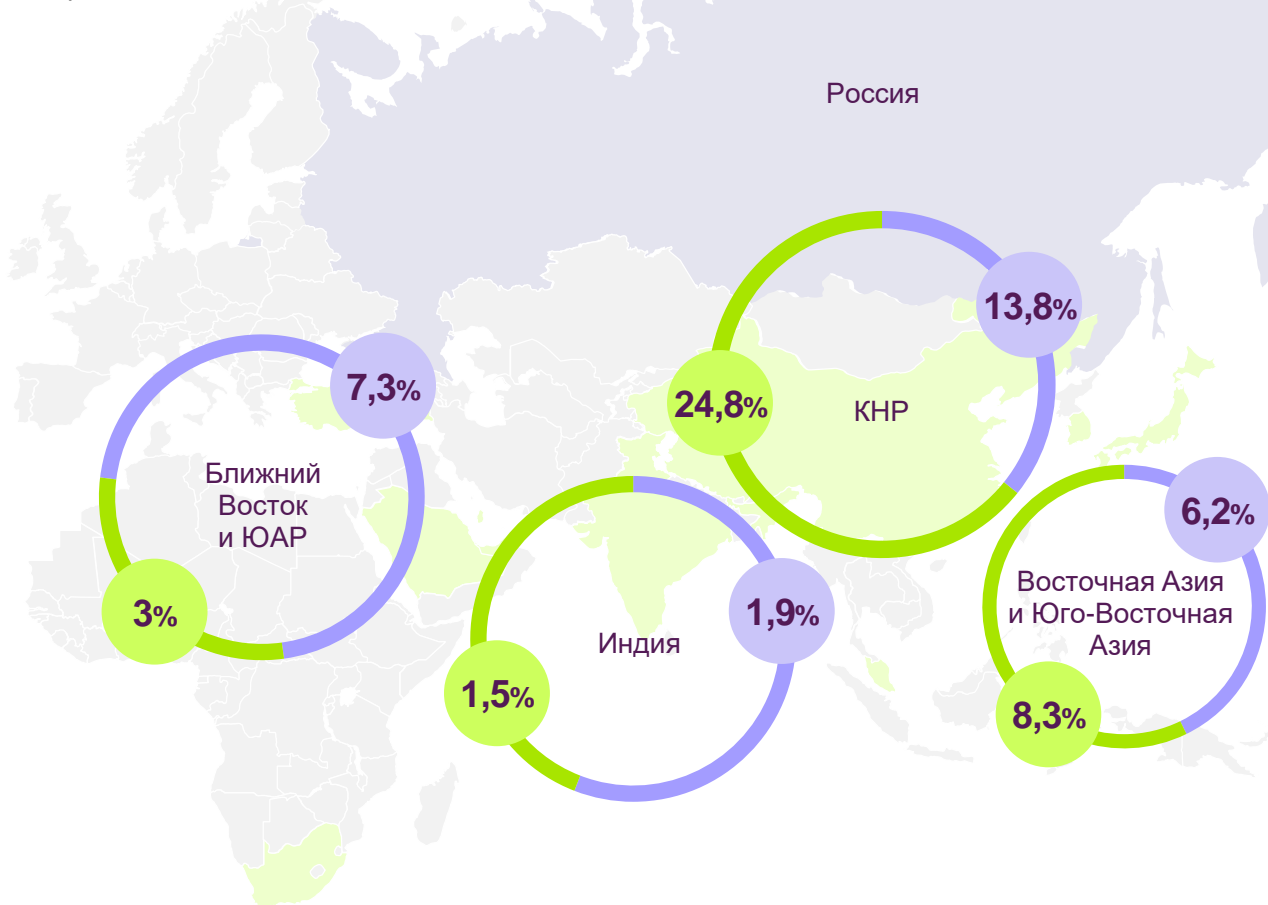 Россия
13,8%
24,8%
КНР
7,3%
Ближний
Восток
и ЮАР
3%
6,2%
Восточная Азия
и Юго-Восточная
Азия
8,3%
1,9%
Индия
1,5%